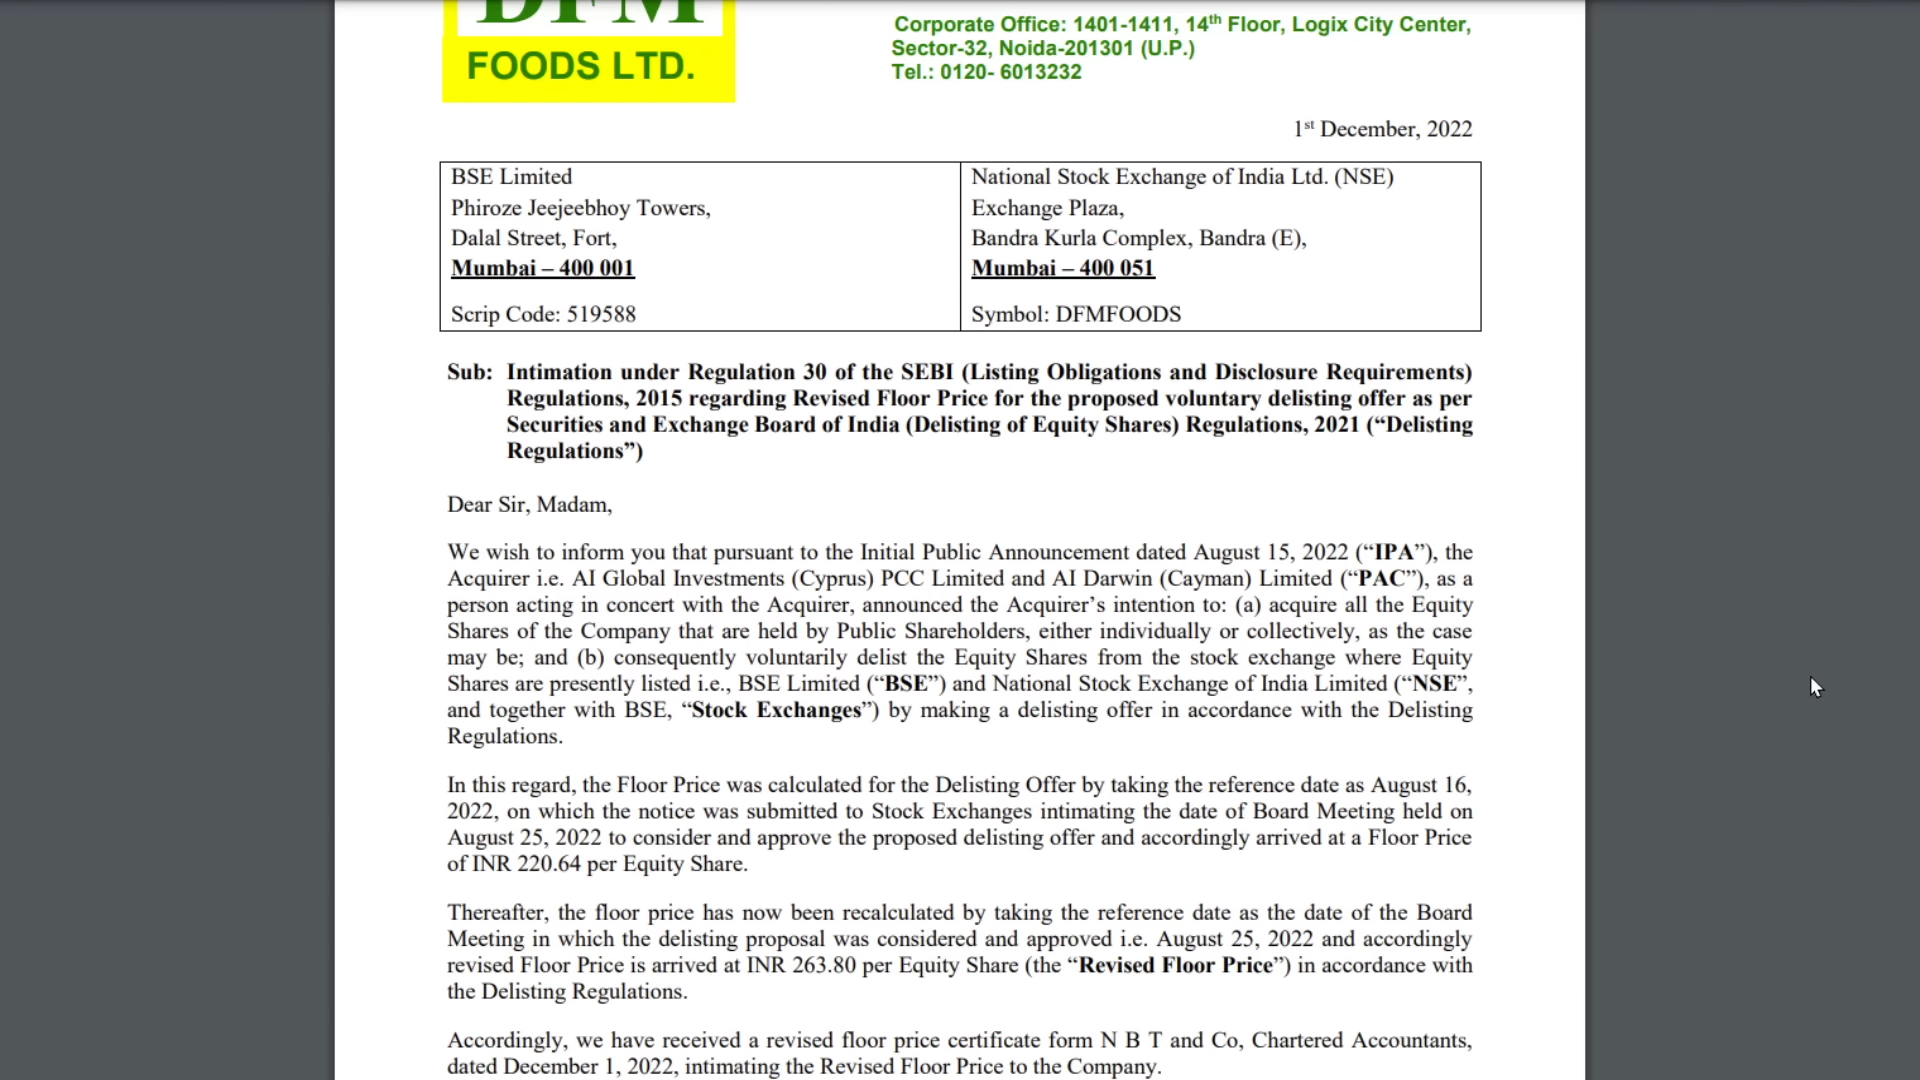 DFM
FOODS LTD.
Corporate Office: 1401-1411, 14th Floor, Logix City Center,
Sector-32, Noida-201301 (U.P.)
Tel.: 0120- 6013232
1st December, 2022
BSE Limited
Phiroze Jeejeebhoy Towers,
Dalal Street, Fort,
Mumbai – 400 001
Scrip Code: 519588
National Stock Exchange of India Ltd. (NSE)
Exchange Plaza,
Bandra Kurla Complex, Bandra (E),
Mumbai – 400 051
Symbol: DFMFOODS
Sub: Intimation under Regulation 30 of the SEBI (Listing Obligations and Disclosure Requirements)
Regulations, 2015 regarding Revised Floor Price for the proposed voluntary delisting offer as per
Securities and Exchange Board of India (Delisting of Equity Shares) Regulations, 2021 (“Delisting
Regulations”)
Dear Sir, Madam,
We wish to inform you that pursuant to the Initial Public Announcement dated August 15, 2022 (“IPA”), the
Acquirer i.e. AI Global Investments (Cyprus) PCC Limited and AI Darwin (Cayman) Limited (“PAC”), as a
person acting in concert with the Acquirer, announced the Acquirer’s intention to: (a) acquire all the Equity
Shares of the Company that are held by Public Shareholders, either individually or collectively, as the case
may be; and (b) consequently voluntarily delist the Equity Shares from the stock exchange where Equity
Shares are presently listed i.e., BSE Limited (“BSE”) and National Stock Exchange of India Limited (“NSE”,
and together with BSE, “Stock Exchanges”) by making a delisting offer in accordance with the Delisting
Regulations.
In this regard, the Floor Price was calculated for the Delisting Offer by taking the reference date as August 16,
2022, on which the notice was submitted to Stock Exchanges intimating the date of Board Meeting held on
August 25, 2022 to consider and approve the proposed delisting offer and accordingly arrived at a Floor Price
of INR 220.64 per Equity Share.
Thereafter, the floor price has now been recalculated by taking the reference date as the date of the Board
Meeting in which the delisting proposal was considered and approved i.e. August 25, 2022 and accordingly
revised Floor Price is arrived at INR 263.80 per Equity Share (the “Revised Floor Price”) in accordance with
the Delisting Regulations.
Accordingly, we have received a revised floor price certificate form N B T and Co, Chartered Accountants,
dated December 1, 2022, intimating the Revised Floor Price to the Company.